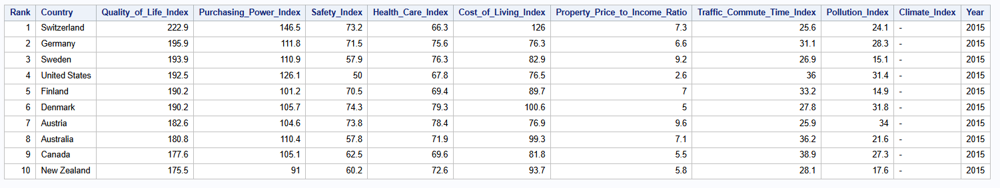 Rank Country Quality_of_Life_Index Purchasing_Power_Index Safety_Index Health_Care_Index Cost_of_Living_Index Property_Price_to_Income_Ratio Traffic_Commute_Time_Index Pollution_Index Climate_Index Year
1 Switzerland 222.9 146.5 73.2 66.3 126 7.3 25.6 24.1 - 2015
2 Germany 195.9 111.8 71.5 75.6 76.3 6.6 31.1 28.3 - 2015
3 Sweden 193.9 110.9 57.9 76.3 82.9 9.2 26.9 15.1 - 2015
4 United States 192.5 126.1 50 67.8 76.5 2.6 36 31.4 - 2015
5 Finland 190.2 101.2 70.5 69.4 89.7 7 33.2 14.9 - 2015
6 Denmark 190.2 105.7 74.3 79.3 100.6 5 27.8 31.8 - 2015
7 Austria 182.6 104.6 73.8 78.4 76.9 9.6 25.9 34 - 2015
8 Australia 180.8 110.4 57.8 71.9 99.3 7.1 36.2 21.6 - 2015
9 Canada 177.6 105.1 62.5 69.6 81.8 5.5 38.9 27.3 - 2015
10 New Zealand 175.5 91 60.2 72.6 93.7 5.8 28.1 17.6 - 2015